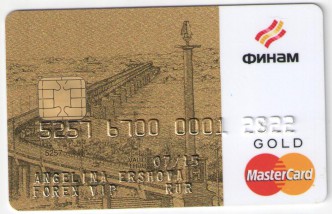 ФИНАМ
5257 6700 0001
GOLD
07/15
ANGELINA ERSHOVA
FOREX VIP RUR
MasterCard